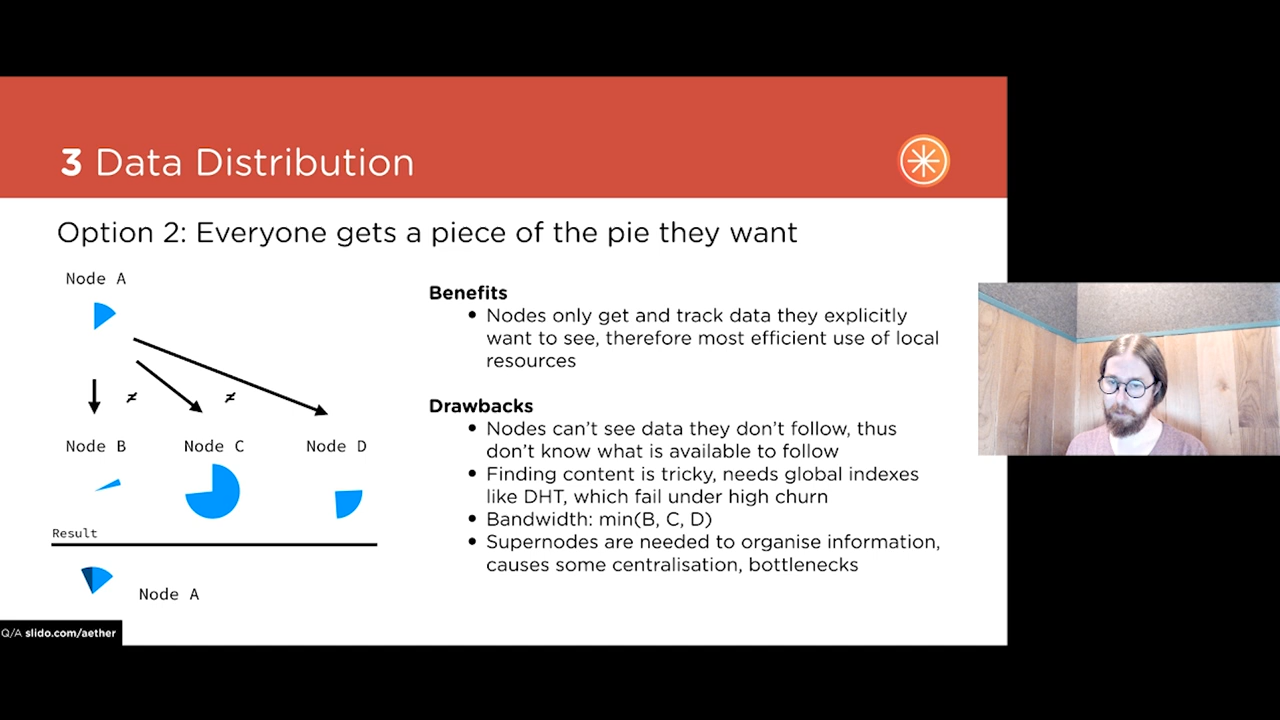 3 Data Distribution
Option 2: Everyone gets a piece of the pie they want
Node A
≠
≠
Node B
Node C
Node D
Result
Node A
Benefits
• Nodes only get and track data they explicitly
want to see, therefore most efficient use of local
resources
Drawbacks
• Nodes can't see data they don't follow, thus
don't know what is available to follow
• Finding content is tricky, needs global indexes
like DHT, which fail under high churn
• Bandwidth: min(B, C, D)
• Supernodes are needed to organise information,
causes some centralisation, bottlenecks
Q/A slido.com/aether